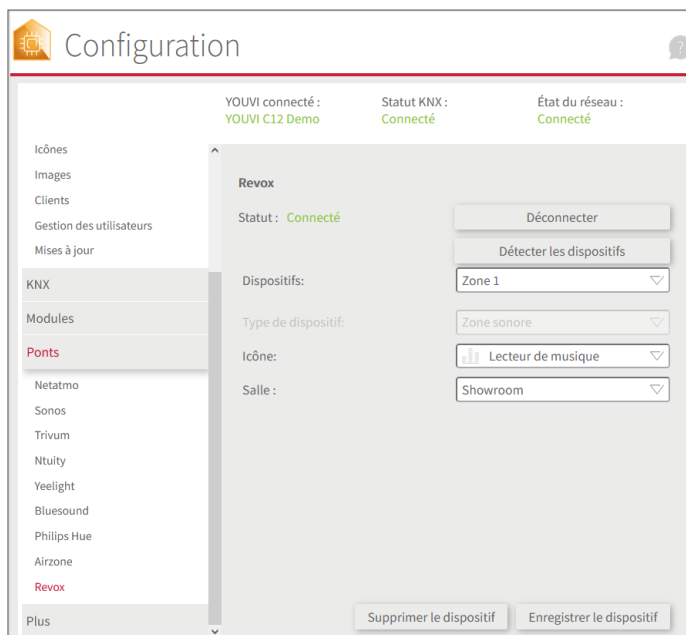 Configuration
?
YOUVI connecté :
YOUVI C12 Demo
Statut KNX :
Connecté
État du réseau :
Connecté
Icônes
Images
Clients
Gestion des utilisateurs
Mises à jour
KNX
Modules
Ponts
Netatmo
Sonos
Trivum
Ntuity
Yeelight
Bluesound
Philips Hue
Airzone
Revox
Plus
Revox
Statut : Connecté
Déconnecter
Détecter les dispositifs
Dispositifs: Zone 1
Type de dispositif: Zone sonore
Icône: Lecteur de musique
Salle : Showroom
Supprimer le dispositif
Enregistrer le dispositif